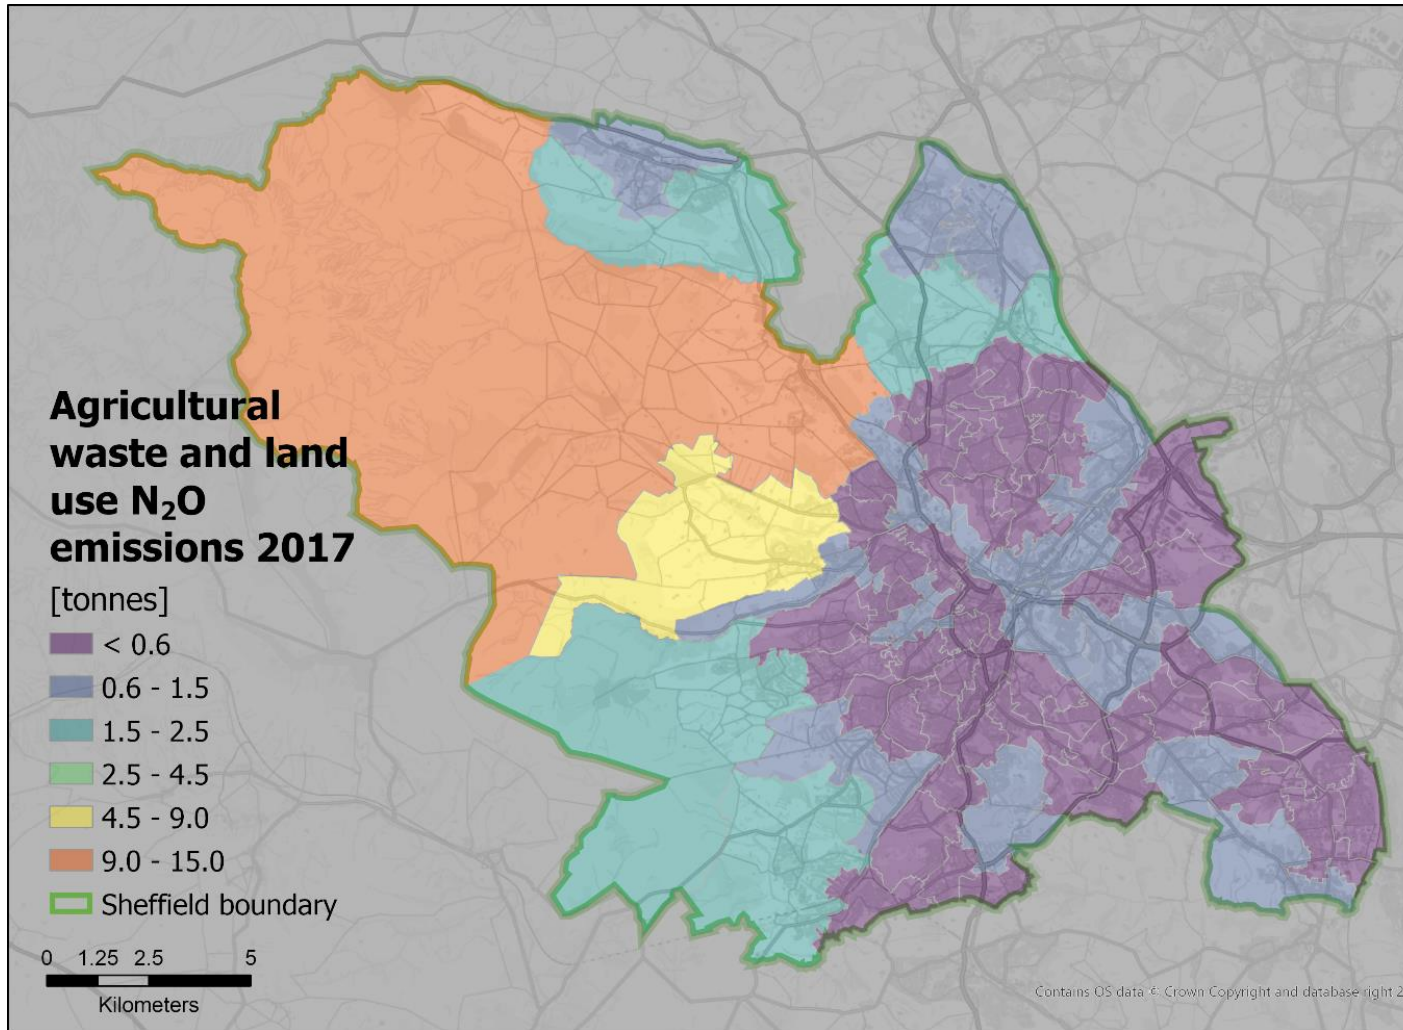 Agricultural
waste and land
use N₂O
emissions 2017
[tonnes]
< 0.6
0.6 - 1.5
1.5 - 2.5
2.5 - 4.5
4.5 - 9.0
9.0 - 15.0
Sheffield boundary
0 1.25 2.5 5
Kilometers
Contains OS data © Crown Copyright and database right 2